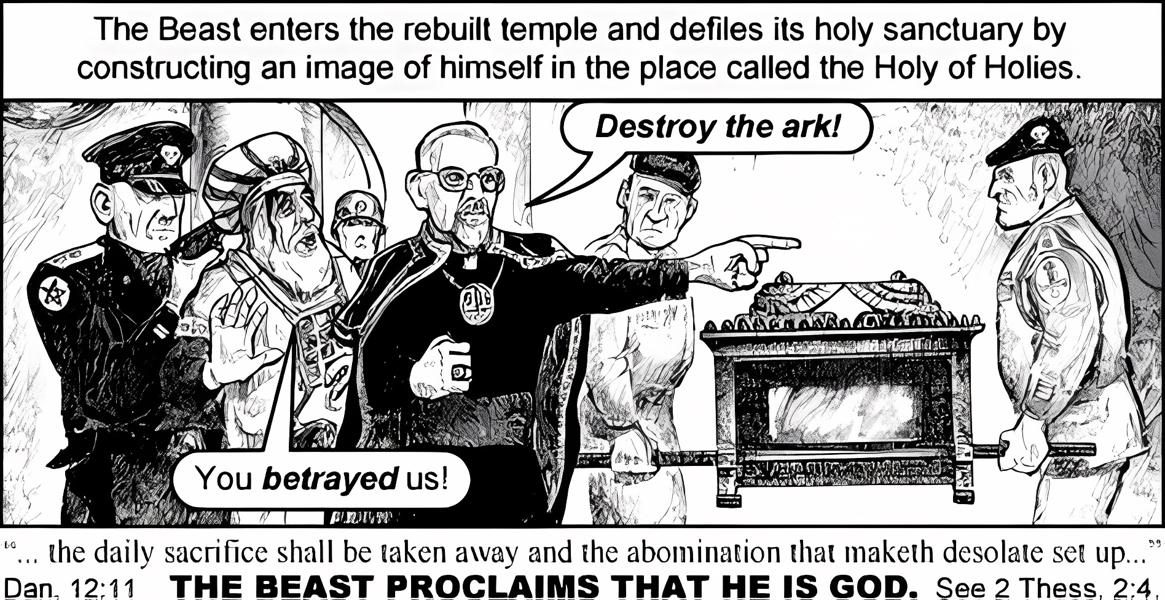 The Beast enters the rebuilt temple and defiles its holy sanctuary by
constructing an image of himself in the place called the Holy of Holies.
Destroy the ark!
You betrayed us!
"... the daily sacrifice shall be taken away and the abomination that maketh desolate set up..."
Dan, 12:11 THE BEAST PROCLAIMS THAT HE IS GOD. See 2 Thess, 2:4,